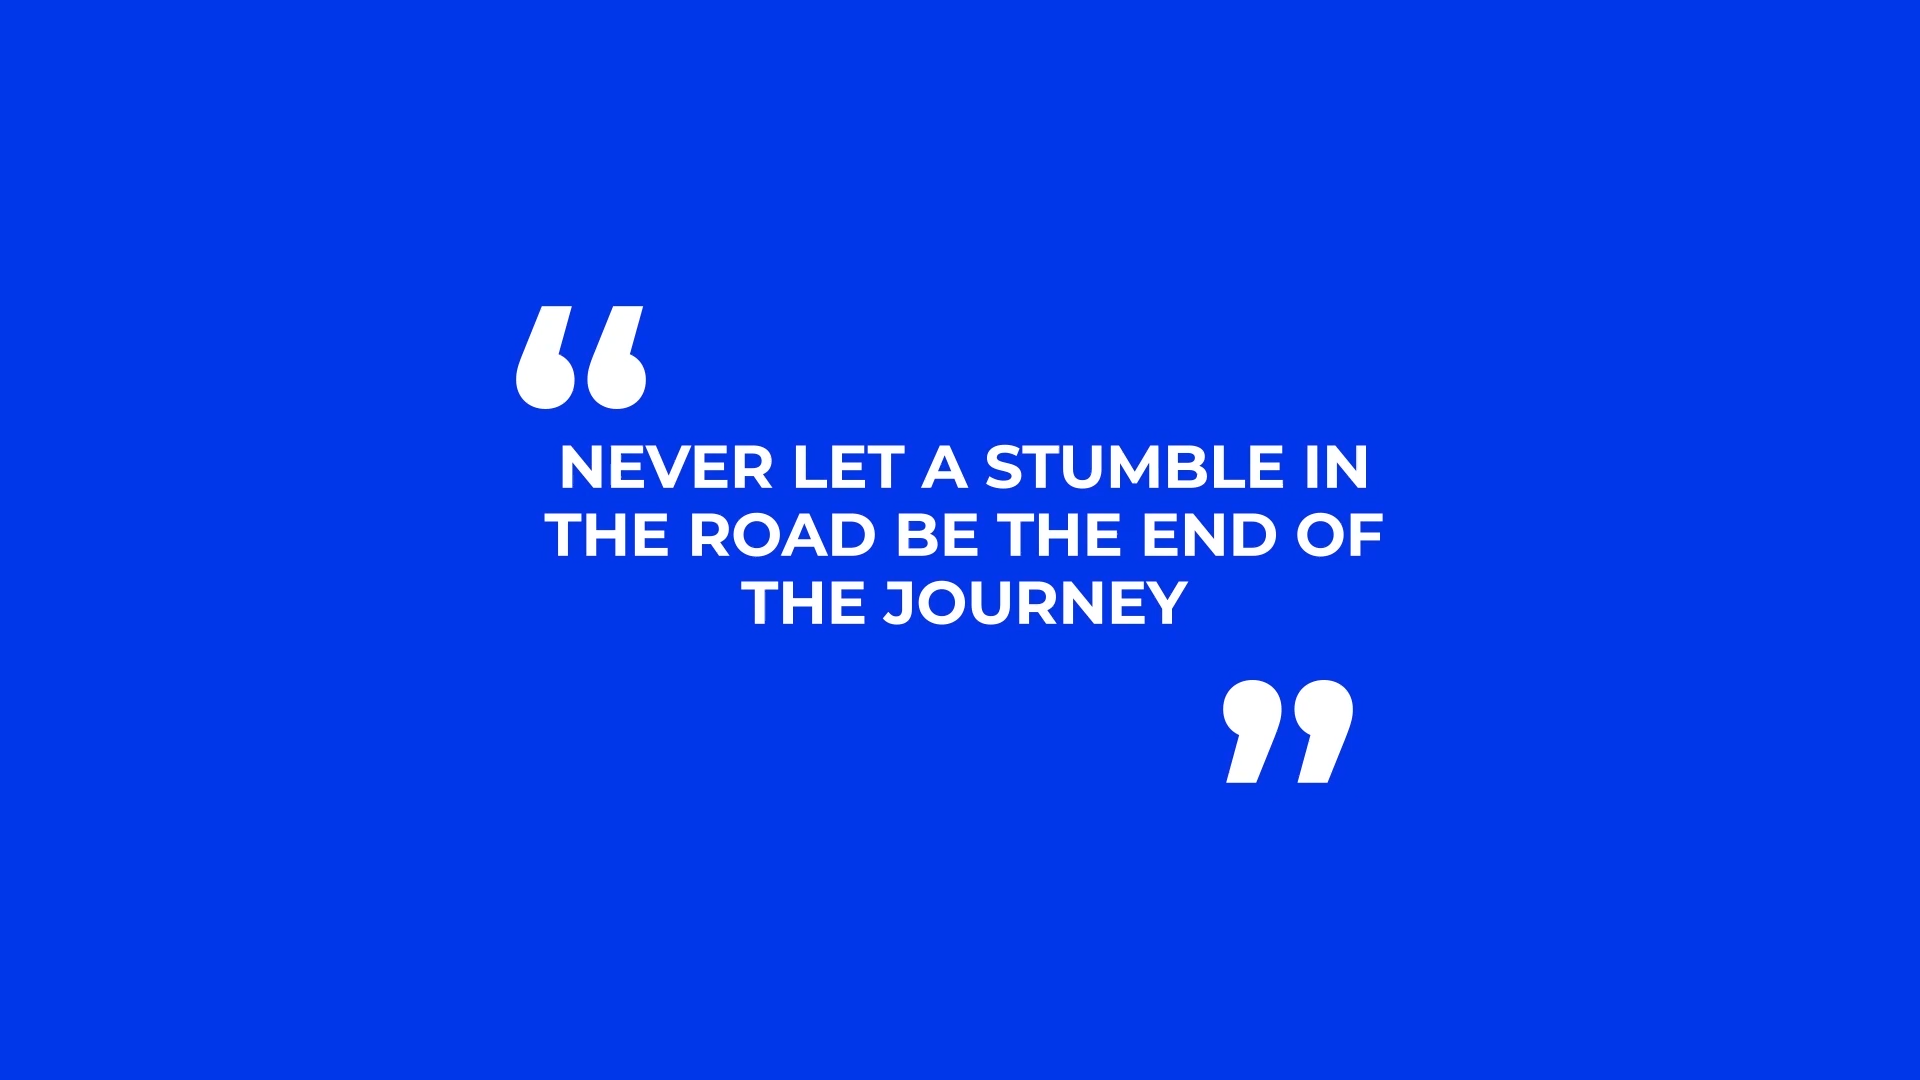 “
NEVER LET A STUMBLE IN
THE ROAD BE THE END OF
THE JOURNEY
”